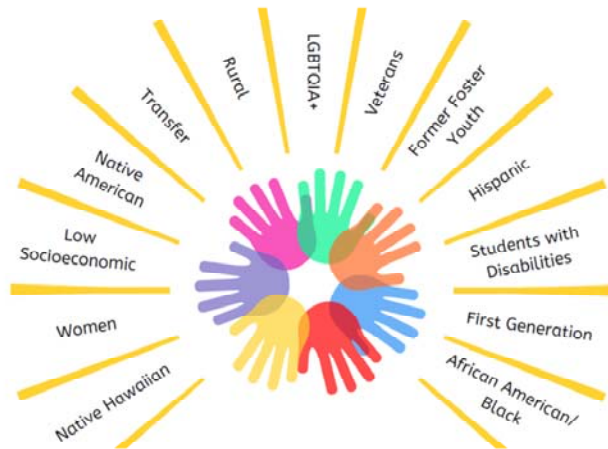 Native Hawaiian
Women
Low
Socioeconomic
Native
American
Transfer
Rural
LGBTQIA+
Veterans
Former Foster
Youth
Hispanic
Students with
Disabilities
First Generation
African American/
Black